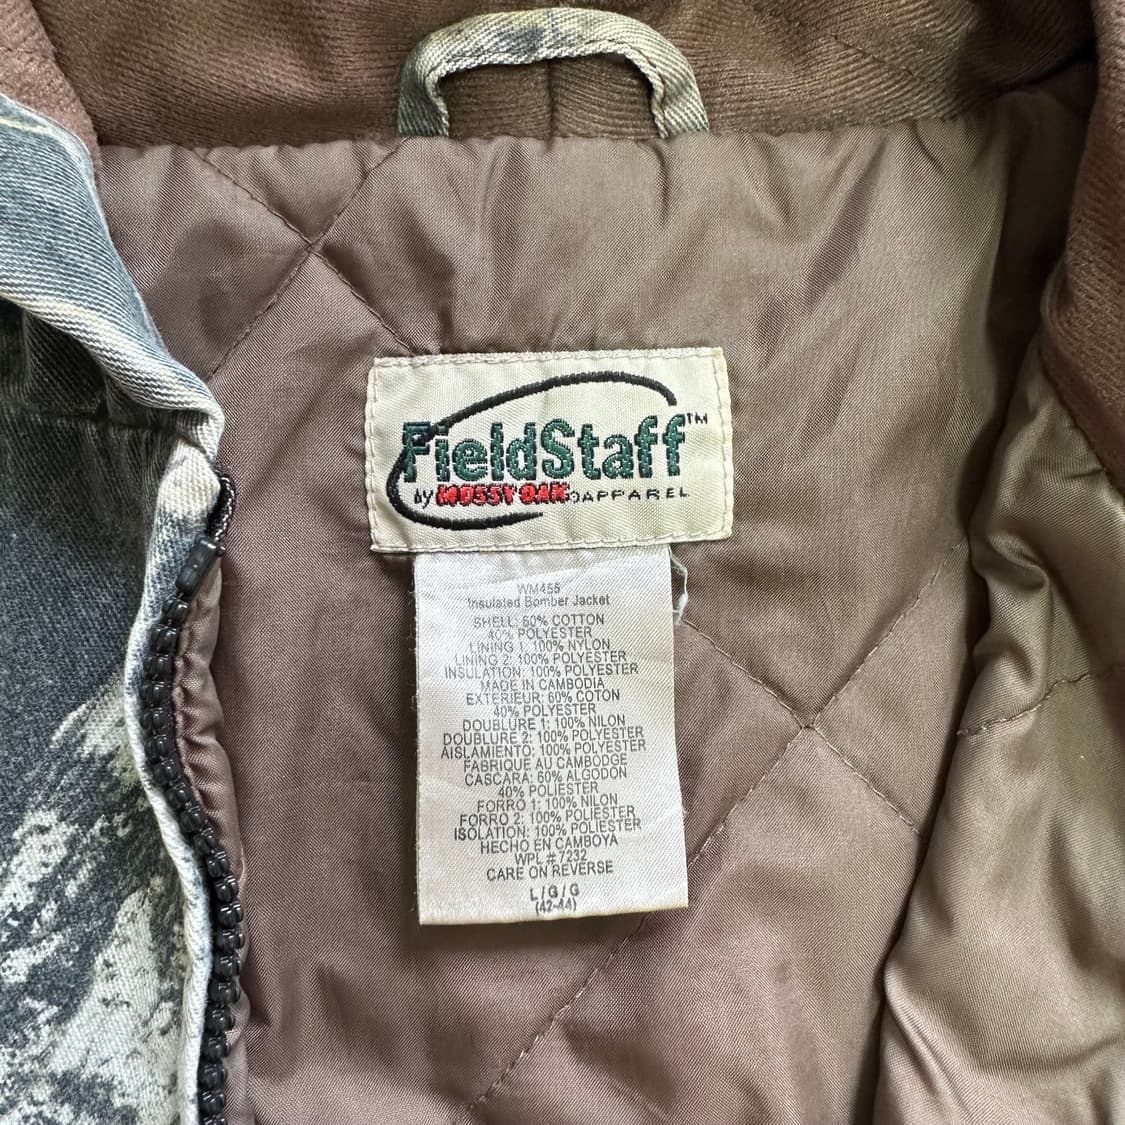 FieldStaff™
by MOSSY OAK® APPAREL
WM455
Insulated Bomber Jacket
SHELL: 60% COTTON
40% POLYESTER
LINING 1: 100% NYLON
LINING 2: 100% POLYESTER
INSULATION: 100% POLYESTER
MADE IN CAMBODIA
EXTERIEUR: 60% COTON
40% POLYESTER
DOUBLURE 1: 100% NILON
DOUBLURE 2: 100% POLYESTER
AISLAMIENTO: 100% POLYESTER
FABRIQUE AU CAMBODGE
CASCARA: 60% ALGODON
40% POLIESTER
FORRO 1: 100% NILON
FORRO 2: 100% POLIESTER
ISOLATION: 100% POLIESTER
HECHO EN CAMBOYA
WPL # 7232
CARE ON REVERSE
L/G/G
(42-44)